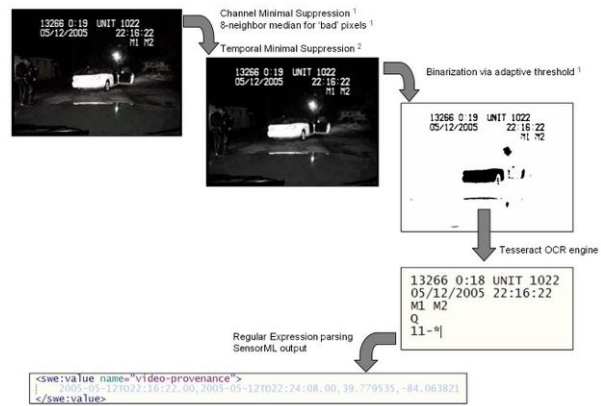 Channel Minimal Suppression 1
8-neighbor median for 'bad' pixels 1
13266 0:19 UNIT 1022
05/12/2005 22:16:22
M1 M2
Temporal Minimal Suppression 2
13266 0:19 UNIT 1022
05/12/2005 22:16:22
M1 M2
Binarization via adaptive threshold 1
13266 0:19 UNIT 1022
05/12/2005 22:16:22
M1 M2
Tesseract OCR engine
13266 0:18 UNIT 1022
05/12/2005 22:16:22
M1 M2
Q
11-*|
Regular Expression parsing
SensorML output
<swe:value name="video-provenance">
2005-05-12T022:16:22.00,2005-05-12T022:24:08.00,39.779535,-84.063821
</swe:value>